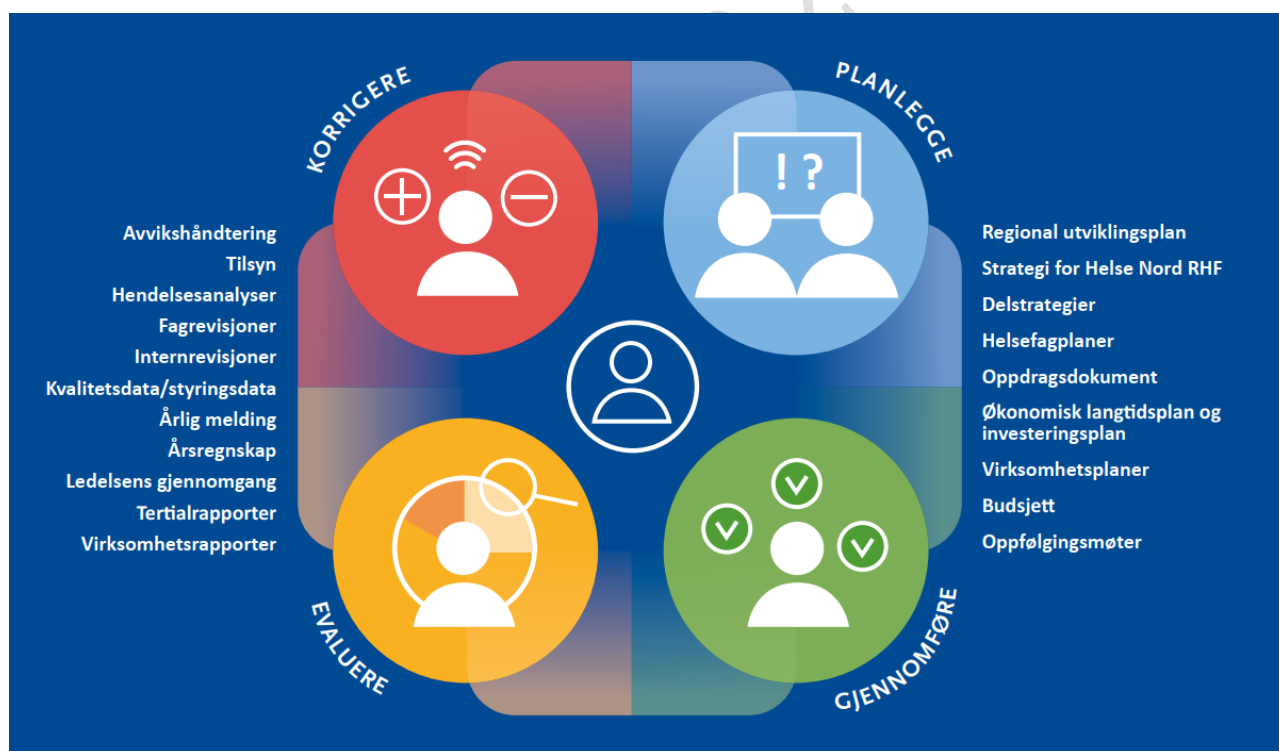 KORRIGERE
PLANLEGGE
! ?
Avvikshåndtering
Tilsyn
Hendelsesanalyser
Fagrevisjoner
Internrevisjoner
Kvalitetsdata/styringsdata
Årlig melding
Årsregnskap
Ledelsens gjennomgang
Tertialrapporter
Virksomhetsrapporter
Regional utviklingsplan
Strategi for Helse Nord RHF
Delstrategier
Helsefagplaner
Oppdragsdokument
Økonomisk langtidsplan og
investeringsplan
Virksomhetsplaner
Budsjett
Oppfølgingsmøter
EVALUERE
GJENNOMFØRE